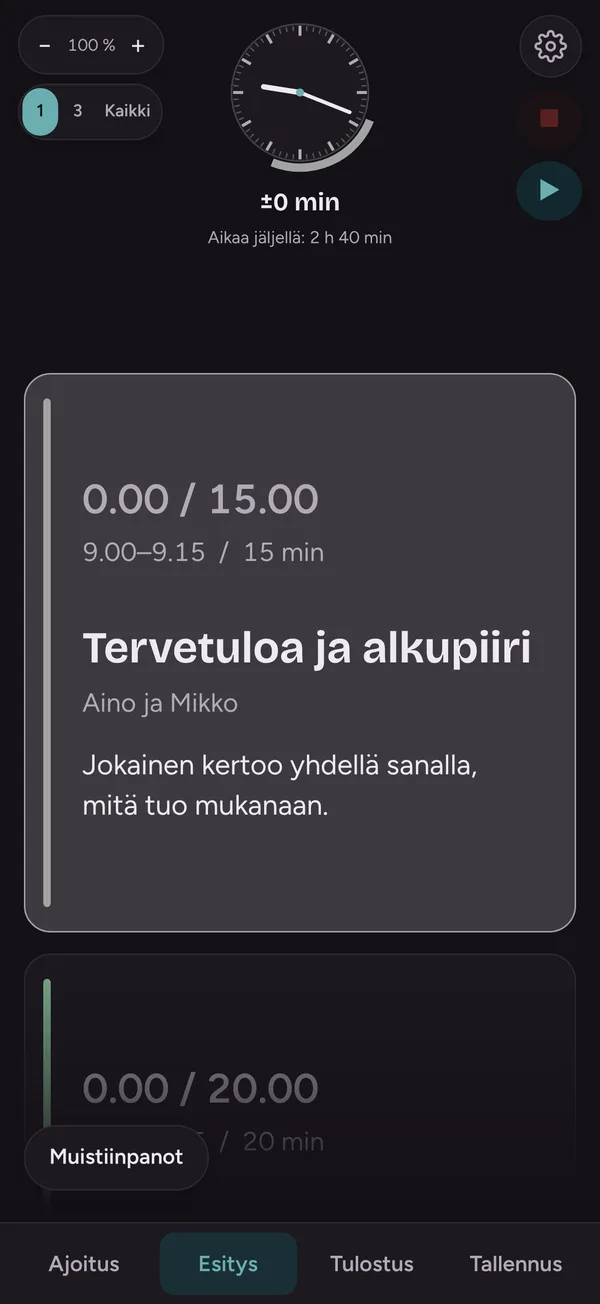 − 100 % +
1 3 Kaikki
±0 min
Aikaa jäljellä: 2 h 40 min
0.00 / 15.00
9.00–9.15 / 15 min
Tervetuloa ja alkupiiri
Aino ja Mikko
Jokainen kertoo yhdellä sanalla,
mitä tuo mukanaan.
0.00 / 20.00
/ 20 min
Muistiinpanot
Ajoitus Esitys Tulostus Tallennus